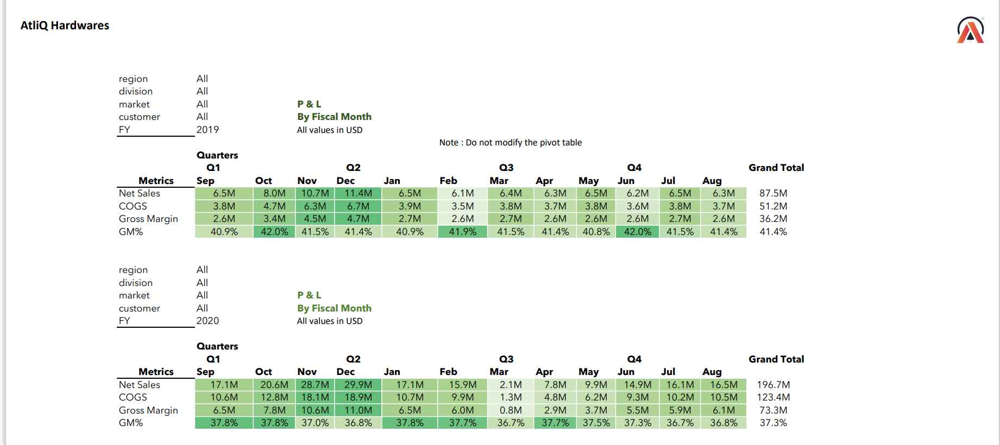 AtliQ Hardwares
region All
division All
market All P & L
customer All By Fiscal Month
FY 2019 All values in USD
Note : Do not modify the pivot table
Quarters
Q1 Q2 Q3 Q4 Grand Total
Metrics Sep Oct Nov Dec Jan Feb Mar Apr May Jun Jul Aug
Net Sales 6.5M 8.0M 10.7M 11.4M 6.5M 6.1M 6.4M 6.3M 6.5M 6.2M 6.5M 6.3M 87.5M
COGS 3.8M 4.7M 6.3M 6.7M 3.9M 3.5M 3.8M 3.7M 3.8M 3.6M 3.8M 3.7M 51.2M
Gross Margin 2.6M 3.4M 4.5M 4.7M 2.7M 2.6M 2.7M 2.6M 2.6M 2.6M 2.7M 2.6M 36.2M
GM% 40.9% 42.0% 41.5% 41.4% 40.9% 41.9% 41.5% 41.4% 40.8% 42.0% 41.5% 41.4% 41.4%
region All
division All
market All P & L
customer All By Fiscal Month
FY 2020 All values in USD
Quarters
Q1 Q2 Q3 Q4 Grand Total
Metrics Sep Oct Nov Dec Jan Feb Mar Apr May Jun Jul Aug
Net Sales 17.1M 20.6M 28.7M 29.9M 17.1M 15.9M 2.1M 7.8M 9.9M 14.9M 16.1M 16.5M 196.7M
COGS 10.6M 12.8M 18.1M 18.9M 10.7M 9.9M 1.3M 4.8M 6.2M 9.3M 10.2M 10.5M 123.4M
Gross Margin 6.5M 7.8M 10.6M 11.0M 6.5M 6.0M 0.8M 2.9M 3.7M 5.5M 5.9M 6.1M 73.3M
GM% 37.8% 37.8% 37.0% 36.8% 37.8% 37.7% 36.7% 37.7% 37.5% 37.3% 36.7% 36.8% 37.3%